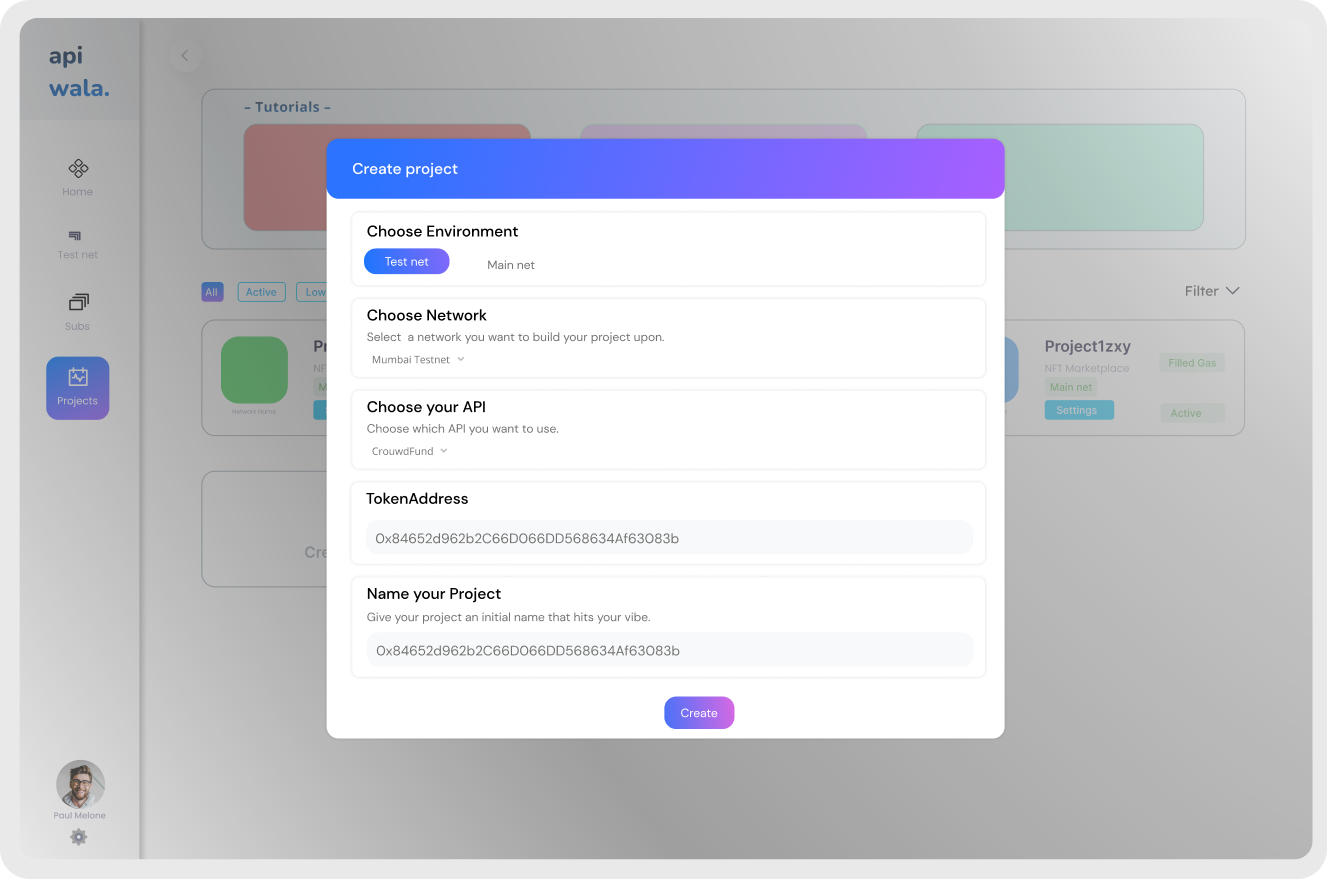 api
wala.
– Tutorials –
Home
Test net
Subs
Projects
Paul Melone
All
Active
Low
Filter
Pr
NF
M
Network Name
Project1zxy
NFT Marketplace
Main net
Settings
Filled Gas
Active
Cre
Create project
Choose Environment
Test net
Main net
Choose Network
Select a network you want to build your project upon.
Mumbai Testnet
Choose your API
Choose which API you want to use.
CrouwdFund
TokenAddress
0x84652d962b2C66D066DD568634Af63083b
Name your Project
Give your project an initial name that hits your vibe.
0x84652d962b2C66D066DD568634Af63083b
Create